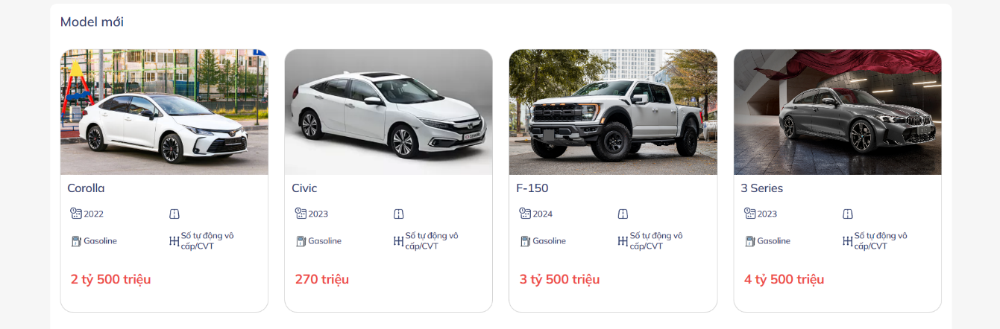 Model mới
Corolla
2022
Gasoline
Số tự động vô
cấp/CVT
2 tỷ 500 triệu
Civic
2023
Gasoline
Số tự động vô
cấp/CVT
270 triệu
F-150
2024
Gasoline
Số tự động vô
cấp/CVT
3 tỷ 500 triệu
3 Series
2023
Gasoline
Số tự động vô
cấp/CVT
4 tỷ 500 triệu